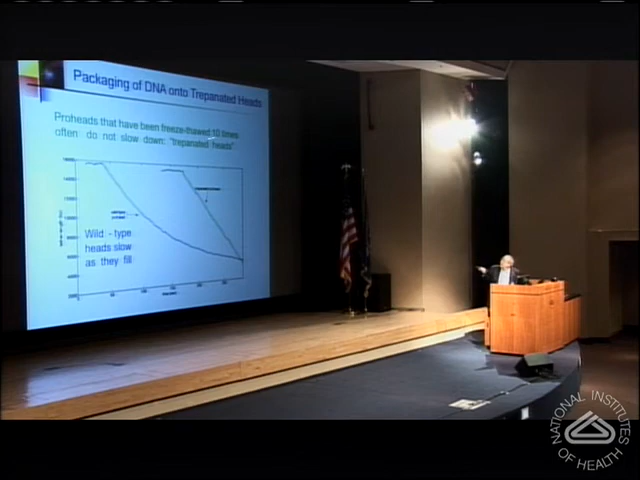 Packaging of DNA onto Trepanated Heads
Proheads that have been freeze-thawed 10 times
often do not slow down: "trepanated heads"
Wild - type
heads slow
as they fill
NATIONAL INSTITUTES
OF HEALTH